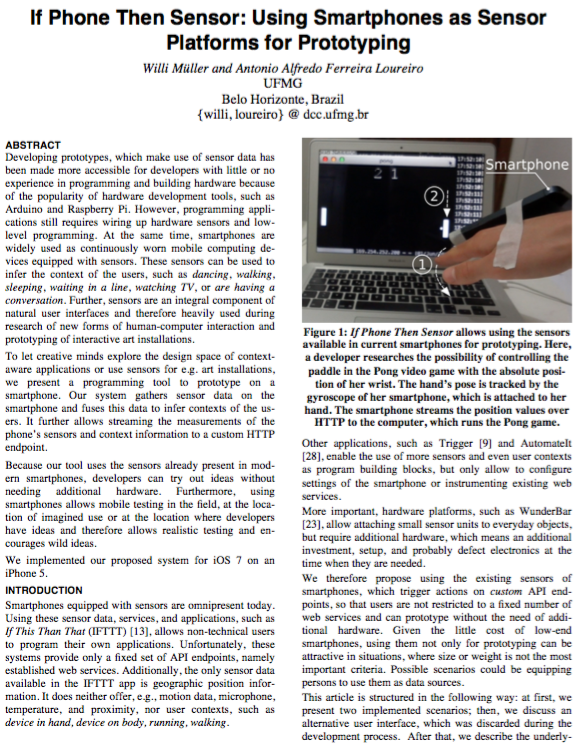 If Phone Then Sensor: Using Smartphones as Sensor
Platforms for Prototyping
Willi Müller and Antonio Alfredo Ferreira Loureiro
UFMG
Belo Horizonte, Brazil
{willi, loureiro} @ dcc.ufmg.br
ABSTRACT
Developing prototypes, which make use of sensor data has
been made more accessible for developers with little or no
experience in programming and building hardware because
of the popularity of hardware development tools, such as
Arduino and Raspberry Pi. However, programming appli-
cations still requires wiring up hardware sensors and low-
level programming. At the same time, smartphones are
widely used as continuously worn mobile computing de-
vices equipped with sensors. These sensors can be used to
infer the context of the users, such as dancing, walking,
sleeping, waiting in a line, watching TV, or are having a
conversation. Further, sensors are an integral component of
natural user interfaces and therefore heavily used during
research of new forms of human-computer interaction and
prototyping of interactive art installations.
To let creative minds explore the design space of context-
aware applications or use sensors for e.g. art installations,
we present a programming tool to prototype on a
smartphone. Our system gathers sensor data on the
smartphone and fuses this data to infer contexts of the us-
ers. It further allows streaming the measurements of the
phone's sensors and context information to a custom HTTP
endpoint.
Because our tool uses the sensors already present in mod-
ern smartphones, developers can try out ideas without
needing additional hardware. Furthermore, using
smartphones allows mobile testing in the field, at the loca-
tion of imagined use or at the location where developers
have ideas and therefore allows realistic testing and en-
courages wild ideas.
We implemented our proposed system for iOS 7 on an
iPhone 5.
INTRODUCTION
Smartphones equipped with sensors are omnipresent today.
Using these sensor data, services, and applications, such as
If This Than That (IFTTT) [13], allows non-technical users
to program their own applications. Unfortunately, these
systems provide only a fixed set of API endpoints, namely
established web services. Additionally, the only sensor data
available in the IFTTT app is geographic position infor-
mation. It does neither offer, e.g., motion data, microphone,
temperature, and proximity, nor user contexts, such as
device in hand, device on body, running, walking.
pong
2 1
Smartphone
2
1
Figure 1: If Phone Then Sensor allows using the sensors
available in current smartphones for prototyping. Here,
a developer researches the possibility of controlling the
paddle in the Pong video game with the absolute posi-
tion of her wrist. The hand's pose is tracked by the
gyroscope of her smartphone, which is attached to her
hand. The smartphone streams the position values over
HTTP to the computer, which runs the Pong game.
Other applications, such as Trigger [9] and AutomateIt
[28], enable the use of more sensors and even user contexts
as program building blocks, but only allow to configure
settings of the smartphone or instrumenting existing web
services.
More important, hardware platforms, such as WunderBar
[23], allow attaching small sensor units to everyday objects,
but require additional hardware, which means an additional
investment, setup, and probably defect electronics at the
time when they are needed.
We therefore propose using the existing sensors of
smartphones, which trigger actions on custom API end-
points, so that users are not restricted to a fixed number of
web services and can prototype without the need of addi-
tional hardware. Given the little cost of low-end
smartphones, using them not only for prototyping can be
attractive in situations, where size or weight is not the most
important criteria. Possible scenarios could be equipping
persons to use them as data sources.
This article is structured in the following way: at first, we
present two implemented scenarios; then, we discuss an
alternative user interface, which was discarded during the
development process. After that, we describe the underly-